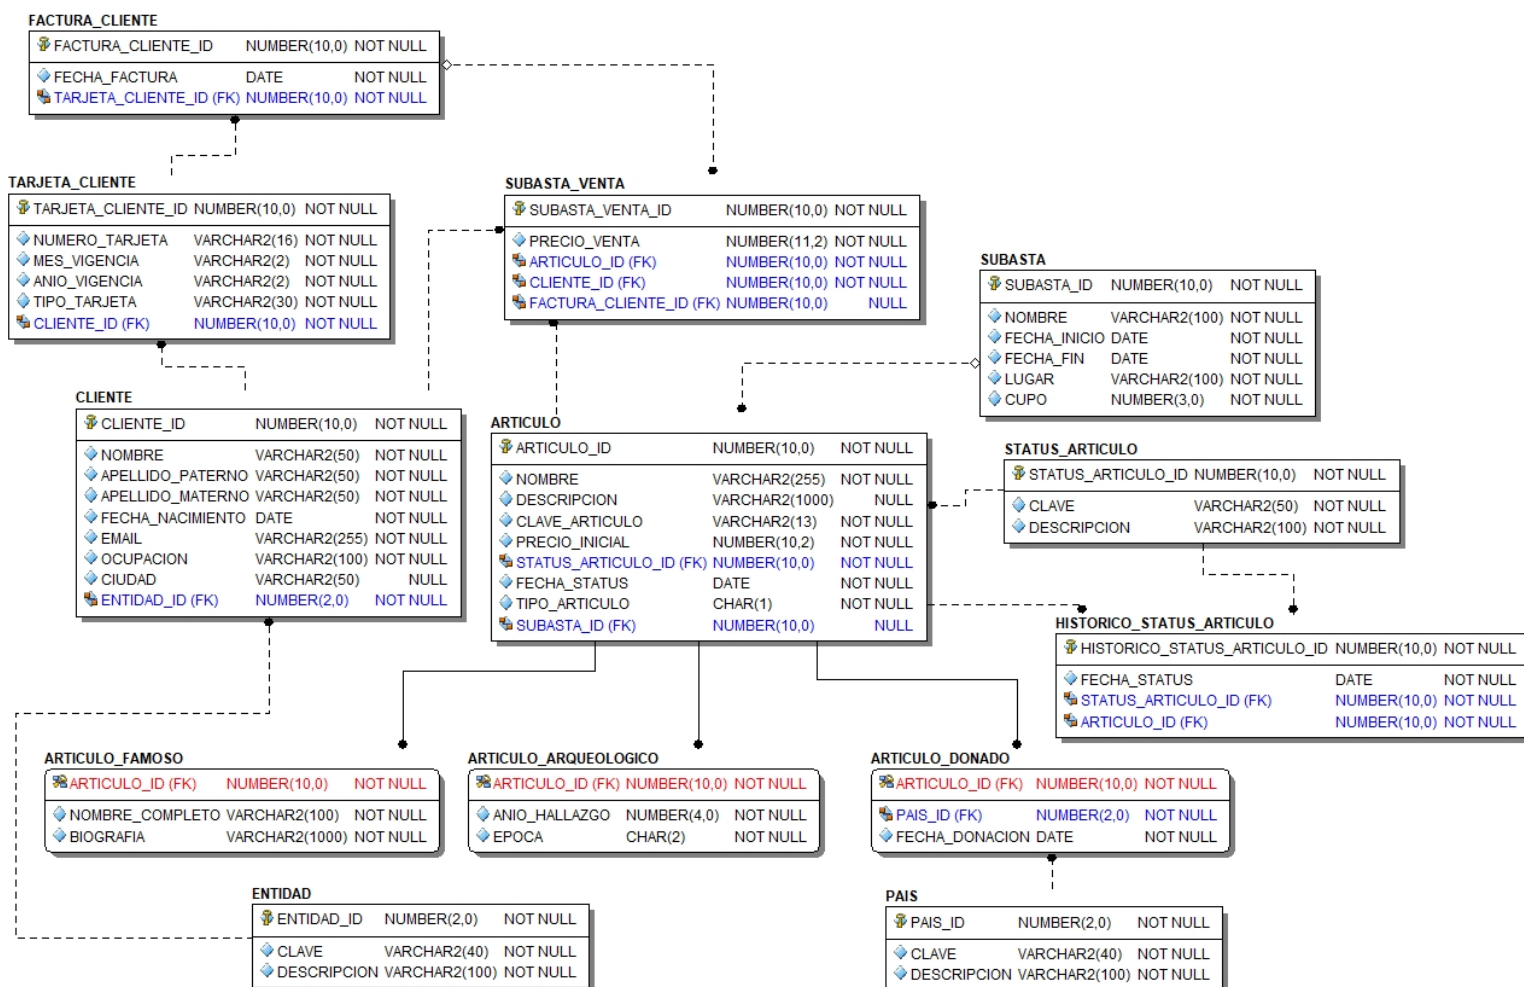 FACTURA_CLIENTE
FACTURA_CLIENTE_ID NUMBER(10,0) NOT NULL
FECHA_FACTURA DATE NOT NULL
TARJETA_CLIENTE_ID (FK) NUMBER(10,0) NOT NULL
TARJETA_CLIENTE
TARJETA_CLIENTE_ID NUMBER(10,0) NOT NULL
NUMERO_TARJETA VARCHAR2(16) NOT NULL
MES_VIGENCIA VARCHAR2(2) NOT NULL
ANIO_VIGENCIA VARCHAR2(2) NOT NULL
TIPO_TARJETA VARCHAR2(30) NOT NULL
CLIENTE_ID (FK) NUMBER(10,0) NOT NULL
SUBASTA_VENTA
SUBASTA_VENTA_ID NUMBER(10,0) NOT NULL
PRECIO_VENTA NUMBER(11,2) NOT NULL
ARTICULO_ID (FK) NUMBER(10,0) NOT NULL
CLIENTE_ID (FK) NUMBER(10,0) NOT NULL
FACTURA_CLIENTE_ID (FK) NUMBER(10,0) NULL
SUBASTA
SUBASTA_ID NUMBER(10,0) NOT NULL
NOMBRE VARCHAR2(100) NOT NULL
FECHA_INICIO DATE NOT NULL
FECHA_FIN DATE NOT NULL
LUGAR VARCHAR2(100) NOT NULL
CUPO NUMBER(3,0) NOT NULL
CLIENTE
CLIENTE_ID NUMBER(10,0) NOT NULL
NOMBRE VARCHAR2(50) NOT NULL
APELLIDO_PATERNO VARCHAR2(50) NOT NULL
APELLIDO_MATERNO VARCHAR2(50) NOT NULL
FECHA_NACIMIENTO DATE NOT NULL
EMAIL VARCHAR2(255) NOT NULL
OCUPACION VARCHAR2(100) NOT NULL
CIUDAD VARCHAR2(50) NULL
ENTIDAD_ID (FK) NUMBER(2,0) NOT NULL
ARTICULO
ARTICULO_ID NUMBER(10,0) NOT NULL
NOMBRE VARCHAR2(255) NOT NULL
DESCRIPCION VARCHAR2(1000) NULL
CLAVE_ARTICULO VARCHAR2(13) NOT NULL
PRECIO_INICIAL NUMBER(10,2) NOT NULL
STATUS_ARTICULO_ID (FK) NUMBER(10,0) NOT NULL
FECHA_STATUS DATE NOT NULL
TIPO_ARTICULO CHAR(1) NOT NULL
SUBASTA_ID (FK) NUMBER(10,0) NULL
STATUS_ARTICULO
STATUS_ARTICULO_ID NUMBER(10,0) NOT NULL
CLAVE VARCHAR2(50) NOT NULL
DESCRIPCION VARCHAR2(100) NOT NULL
HISTORICO_STATUS_ARTICULO
HISTORICO_STATUS_ARTICULO_ID NUMBER(10,0) NOT NULL
FECHA_STATUS DATE NOT NULL
STATUS_ARTICULO_ID (FK) NUMBER(10,0) NOT NULL
ARTICULO_ID (FK) NUMBER(10,0) NOT NULL
ARTICULO_FAMOSO
ARTICULO_ID (FK) NUMBER(10,0) NOT NULL
NOMBRE_COMPLETO VARCHAR2(100) NOT NULL
BIOGRAFIA VARCHAR2(1000) NOT NULL
ARTICULO_ARQUEOLOGICO
ARTICULO_ID (FK) NUMBER(10,0) NOT NULL
ANIO_HALLAZGO NUMBER(4,0) NOT NULL
EPOCA CHAR(2) NOT NULL
ARTICULO_DONADO
ARTICULO_ID (FK) NUMBER(10,0) NOT NULL
PAIS_ID (FK) NUMBER(2,0) NOT NULL
FECHA_DONACION DATE NOT NULL
ENTIDAD
ENTIDAD_ID NUMBER(2,0) NOT NULL
CLAVE VARCHAR2(40) NOT NULL
DESCRIPCION VARCHAR2(100) NOT NULL
PAIS
PAIS_ID NUMBER(2,0) NOT NULL
CLAVE VARCHAR2(40) NOT NULL
DESCRIPCION VARCHAR2(100) NOT NULL